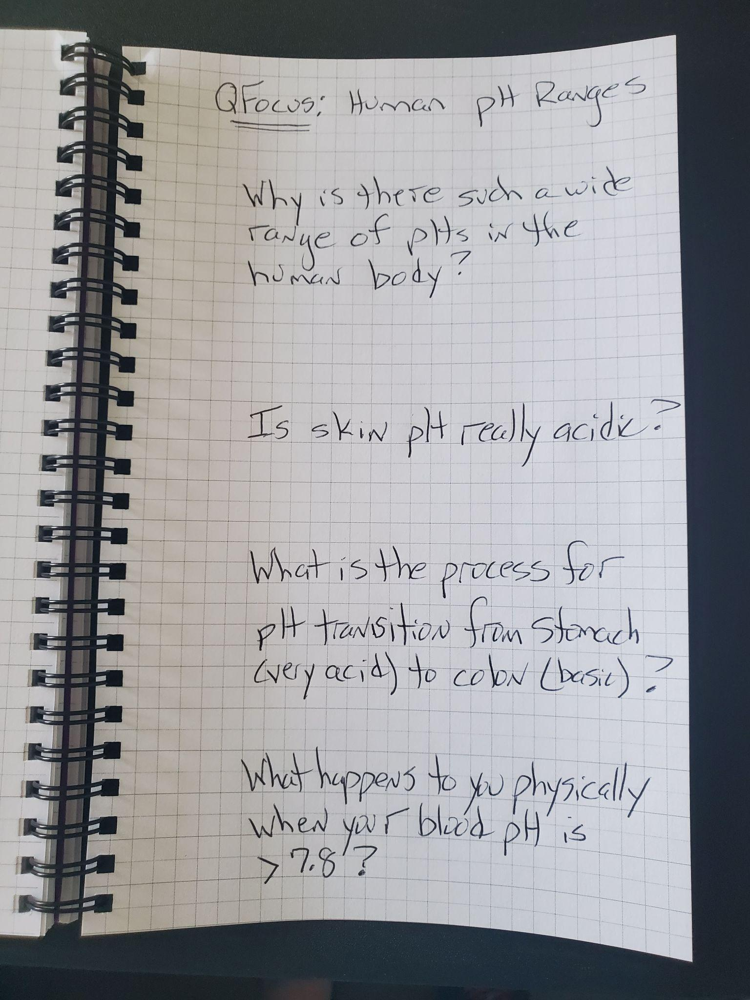 QFocus: Human pH Ranges
Why is there such a wide
range of pHs in the
human body?
Is skin pH really acidic?
What is the process for
pH transition from stomach
(very acid) to colon (basic)?
What happens to you physically
when your blood pH is
> 7.8?